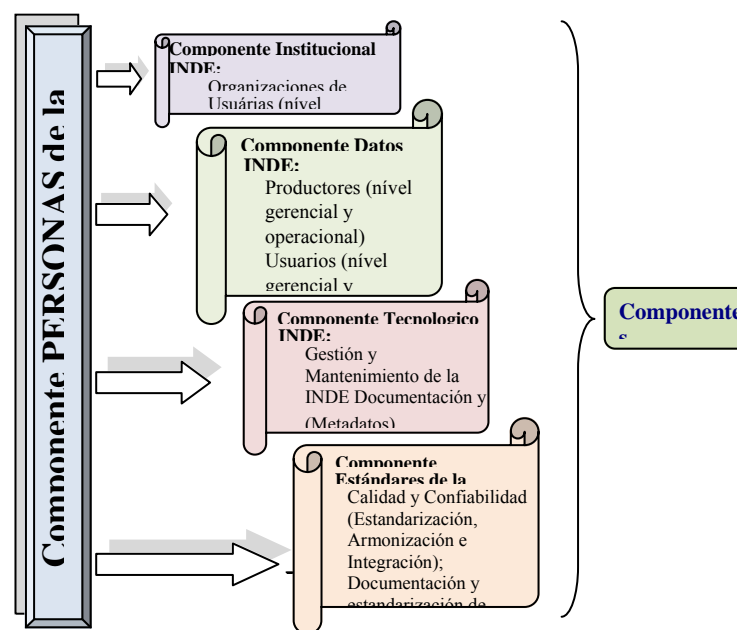 Componente PERSONAS de la
Componente Institucional
INDE:
Organizaciones de
Usuárias (nível
Componente Datos
INDE:
Productores (nível
gerencial y
operacional)
Usuarios (nível
gerencial y
Componente Tecnologico
INDE:
Gestión y
Mantenimiento de la
INDE Documentación y
(Metadatos)
Componente
Estándares de la
Calidad y Confiabilidad
(Estandarización,
Armonización e
Integración);
Documentación y
estandarización de
Componente
s